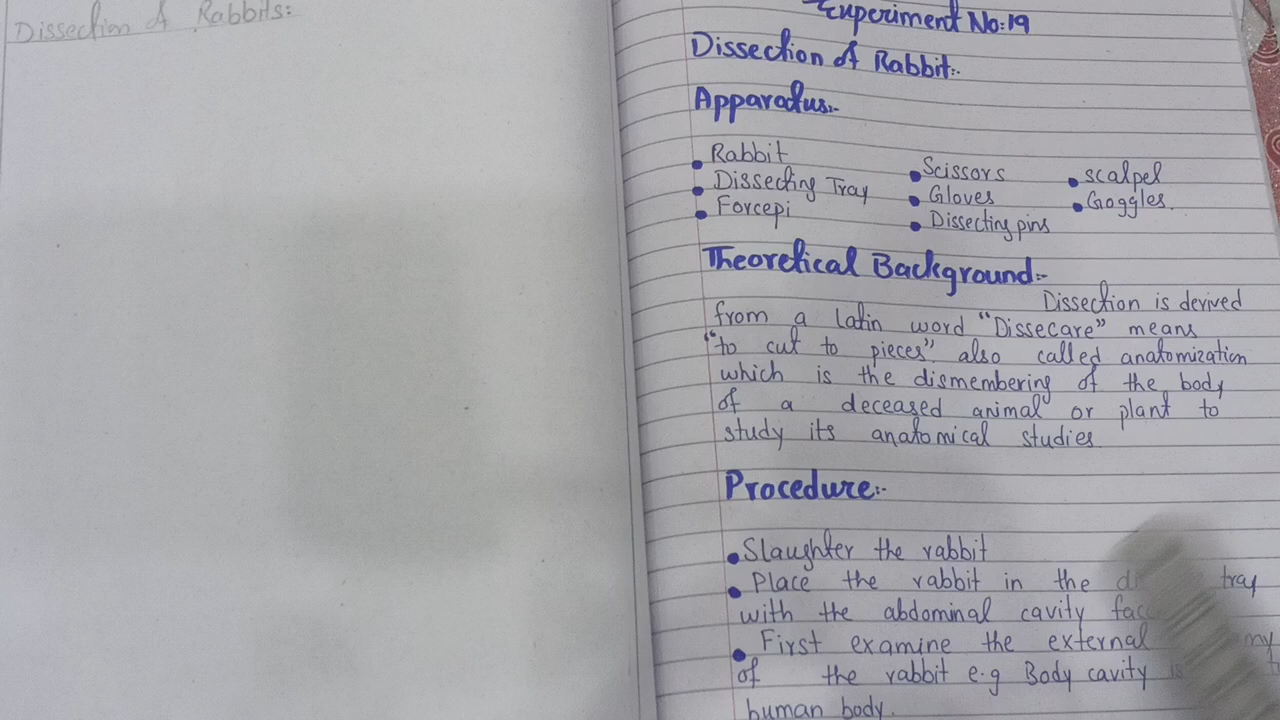 Dissection of Rabbits:
Experiment No:19
Dissection of Rabbit:-
Apparatus:-
• Rabbit
• Dissecting Tray
• Forcepi
• Scissors
• Gloves
• Dissecting pins
• scalpel
• Goggles.
Theoretical Background:-
Dissection is derived
from a latin word "Dissecare" means
"to cut to pieces" also called anatomization
which is the dismembering of the body
of a deceased animal or plant to
study its anatomical studies
Procedure:-
• Slaughter the rabbit
• Place the rabbit in the tray
with the abdominal cavity
• First examine the external
of the rabbit e.g Body cavity
human body.